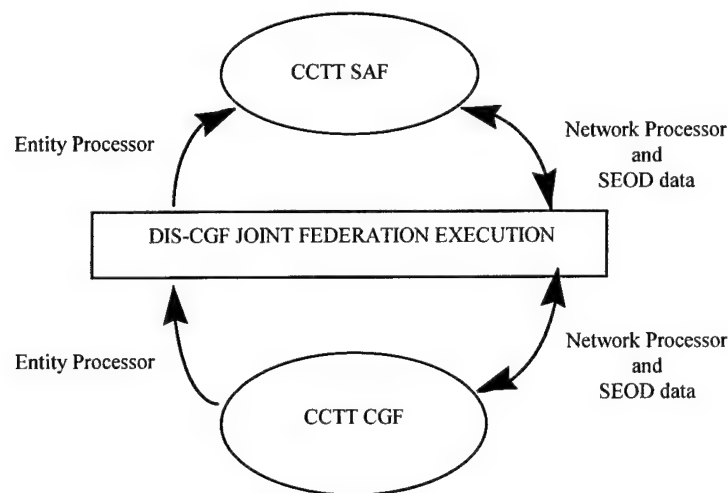 CCTT SAF
Entity Processor
Network Processor
and
SEOD data
DIS-CGF JOINT FEDERATION EXECUTION
Entity Processor
Network Processor
and
SEOD data
CCTT CGF